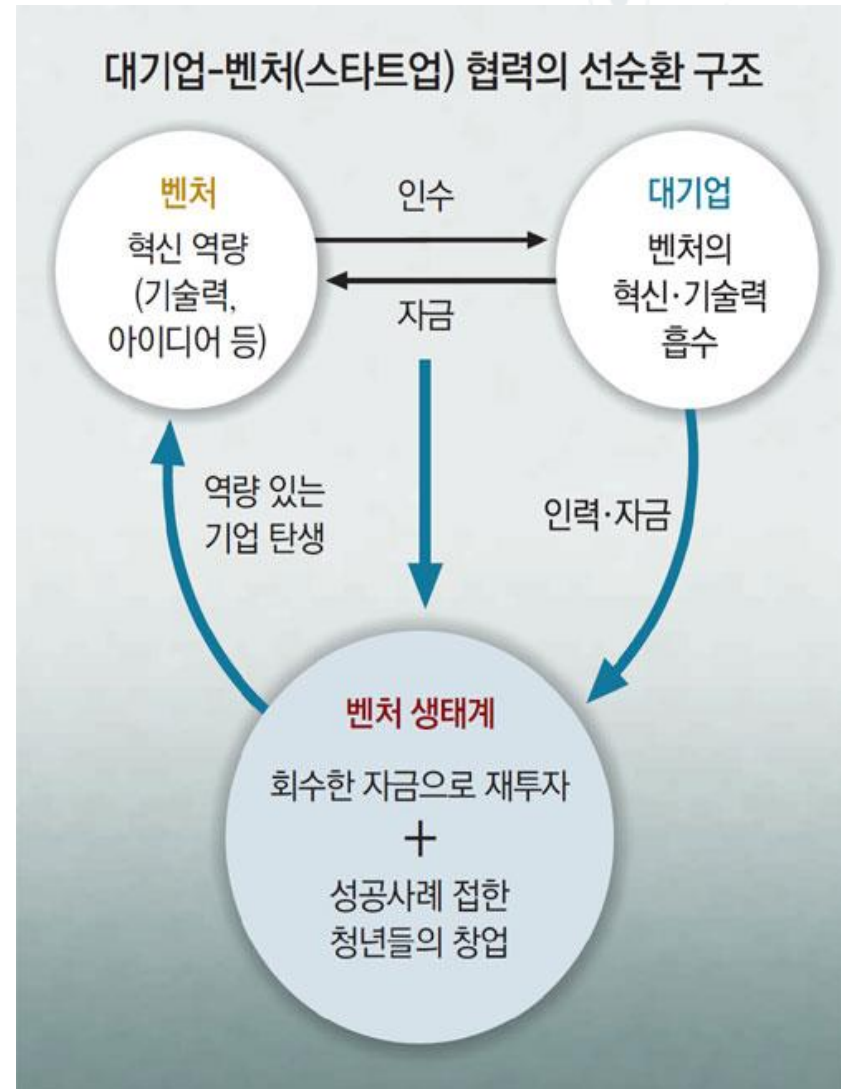 대기업-벤처(스타트업) 협력의 선순환 구조
벤처
혁신 역량
(기술력,
아이디어 등)
인수
자금
대기업
벤처의
혁신·기술력
흡수
역량 있는
기업 탄생
인력·자금
벤처 생태계
회수한 자금으로 재투자
+
성공사례 접한
청년들의 창업